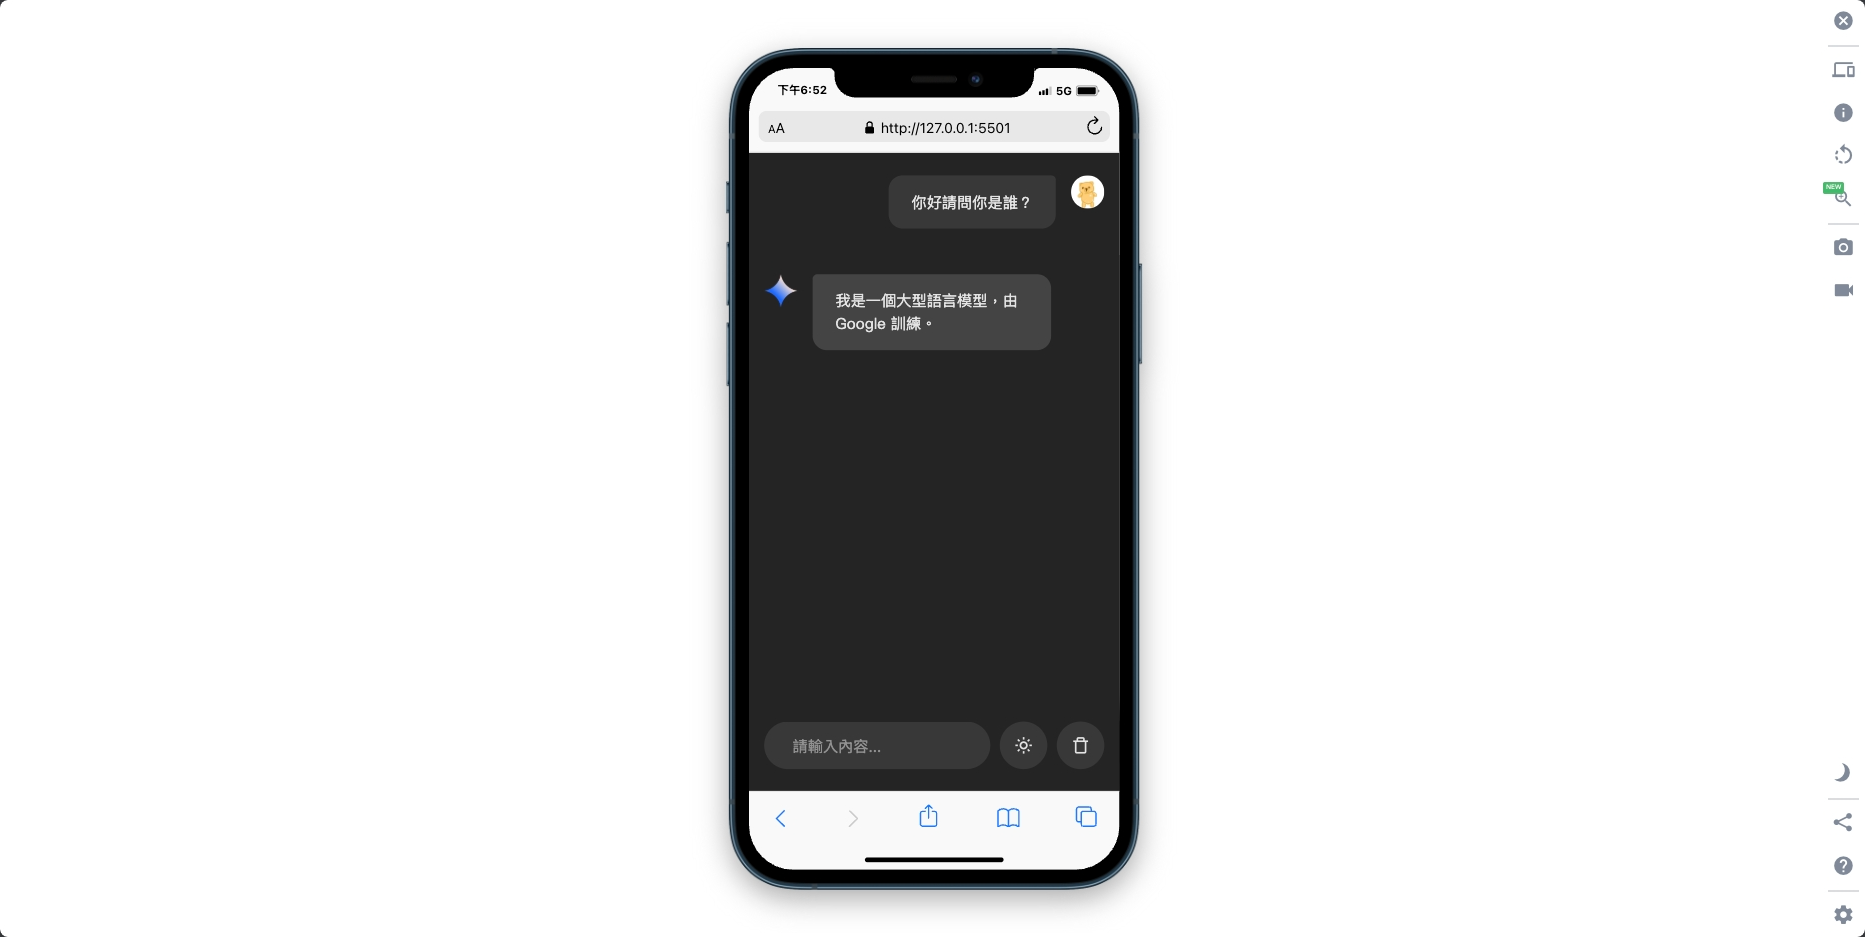 下午6:52
5G
AA
http://127.0.0.1:5501
你好請問你是誰？
我是一個大型語言模型，由
Google 訓練。
請輸入內容...
NEW